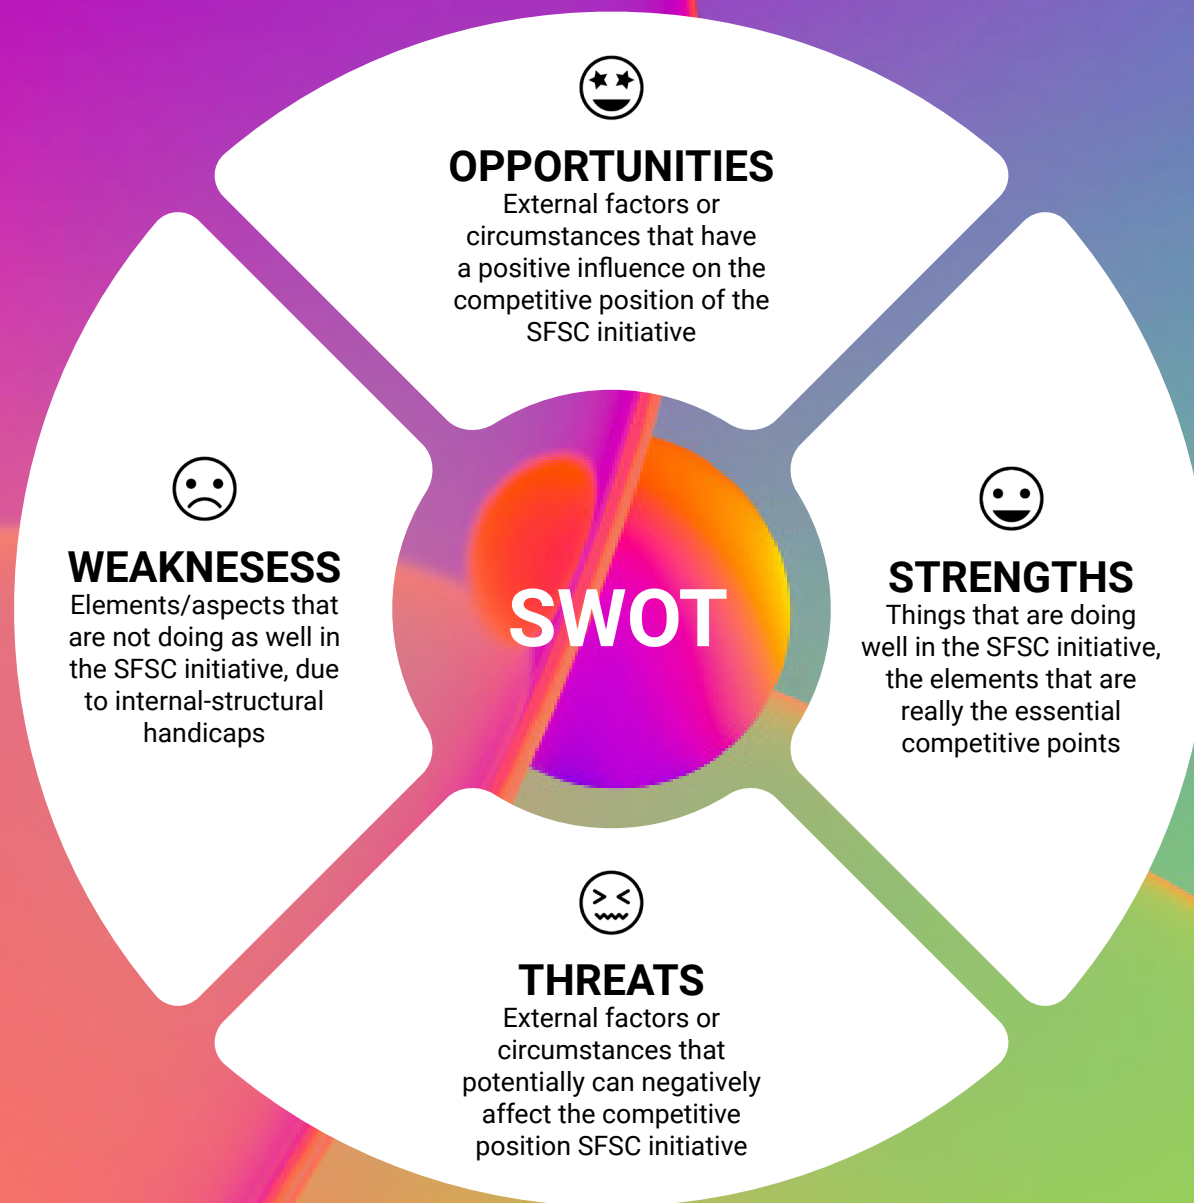 OPPORTUNITIES
External factors or
circumstances that have
a positive influence on the
competitive position of the
SFSC initiative
WEAKNESESS
Elements/aspects that
are not doing as well in
the SFSC initiative, due
to internal-structural
handicaps
SWOT
STRENGTHS
Things that are doing
well in the SFSC initiative,
the elements that are
really the essential
competitive points
THREATS
External factors or
circumstances that
potentially can negatively
affect the competitive
position SFSC initiative